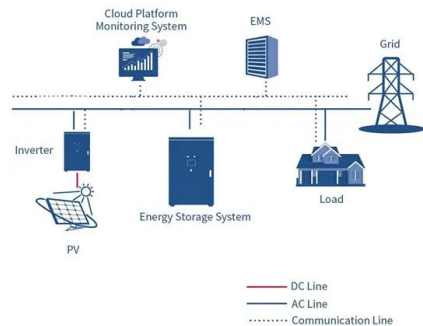 Cloud Platform
Monitoring System
EMS
Grid
Inverter
Energy Storage System
Load
PV
DC Line
AC Line
Communication Line